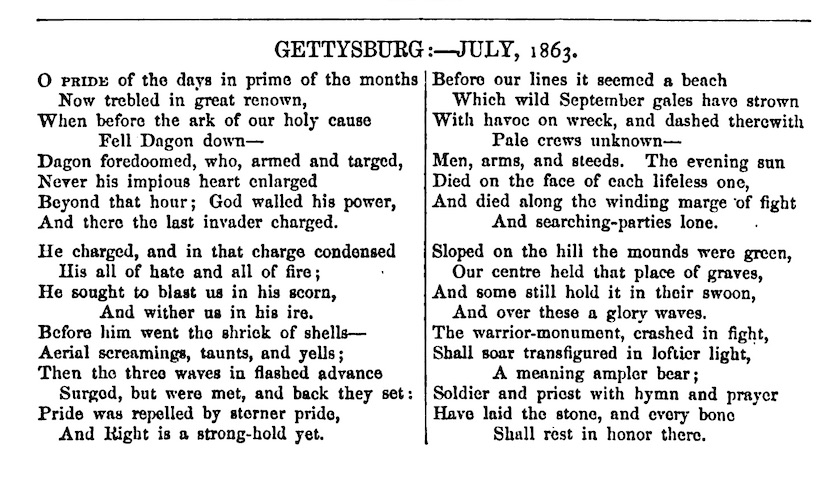 GETTYSBURG:—JULY, 1863.
O PRIDE of the days in prime of the months
Now trebled in great renown,
When before the ark of our holy cause
Fell Dagon down—
Dagon foredoomed, who, armed and targed,
Never his impious heart enlarged
Beyond that hour; God walled his power,
And there the last invader charged.
He charged, and in that charge condensed
His all of hate and all of fire;
He sought to blast us in his scorn,
And wither us in his ire.
Before him went the shriek of shells—
Aerial screamings, taunts, and yells;
Then the three waves in flashed advance
Surged, but were met, and back they set:
Pride was repelled by sterner pride,
And Right is a strong-hold yet.
Before our lines it seemed a beach
Which wild September gales have strown
With havoc on wreck, and dashed therewith
Pale crews unknown—
Men, arms, and steeds. The evening sun
Died on the face of each lifeless one,
And died along the winding marge of fight
And searching-parties lone.
Sloped on the hill the mounds were green,
Our centre held that place of graves,
And some still hold it in their swoon,
And over these a glory waves.
The warrior-monument, crashed in fight,
Shall soar transfigured in loftier light,
A meaning ampler bear;
Soldier and priest with hymn and prayer
Have laid the stone, and every bone
Shall rest in honor there.